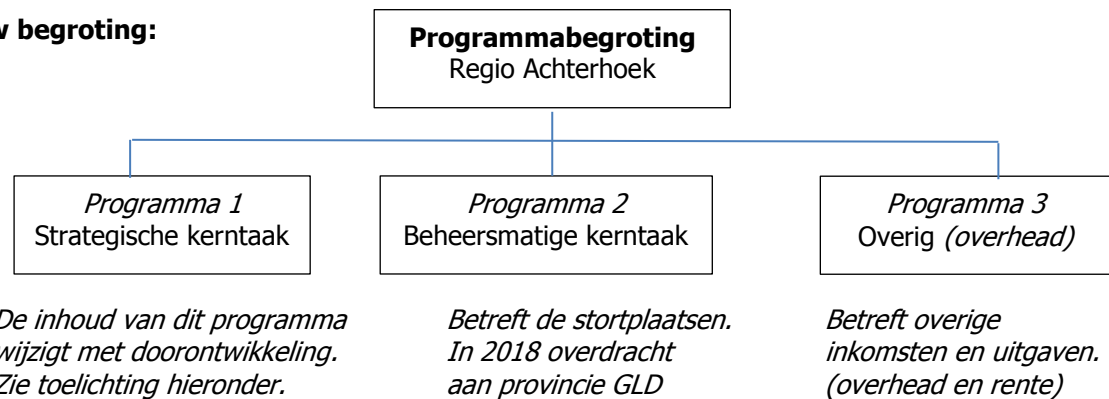 begroting:
Programmabegroting
Regio Achterhoek
Programma 1
Strategische kerntaak
Programma 2
Beheersmatige kerntaak
Programma 3
Overig (overhead)
De inhoud van dit programma
wijzigt met doorontwikkeling.
Zie toelichting hieronder.
Betreft de stortplaatsen.
In 2018 overdracht
aan provincie GLD
Betreft overige
inkomsten en uitgaven.
(overhead en rente)